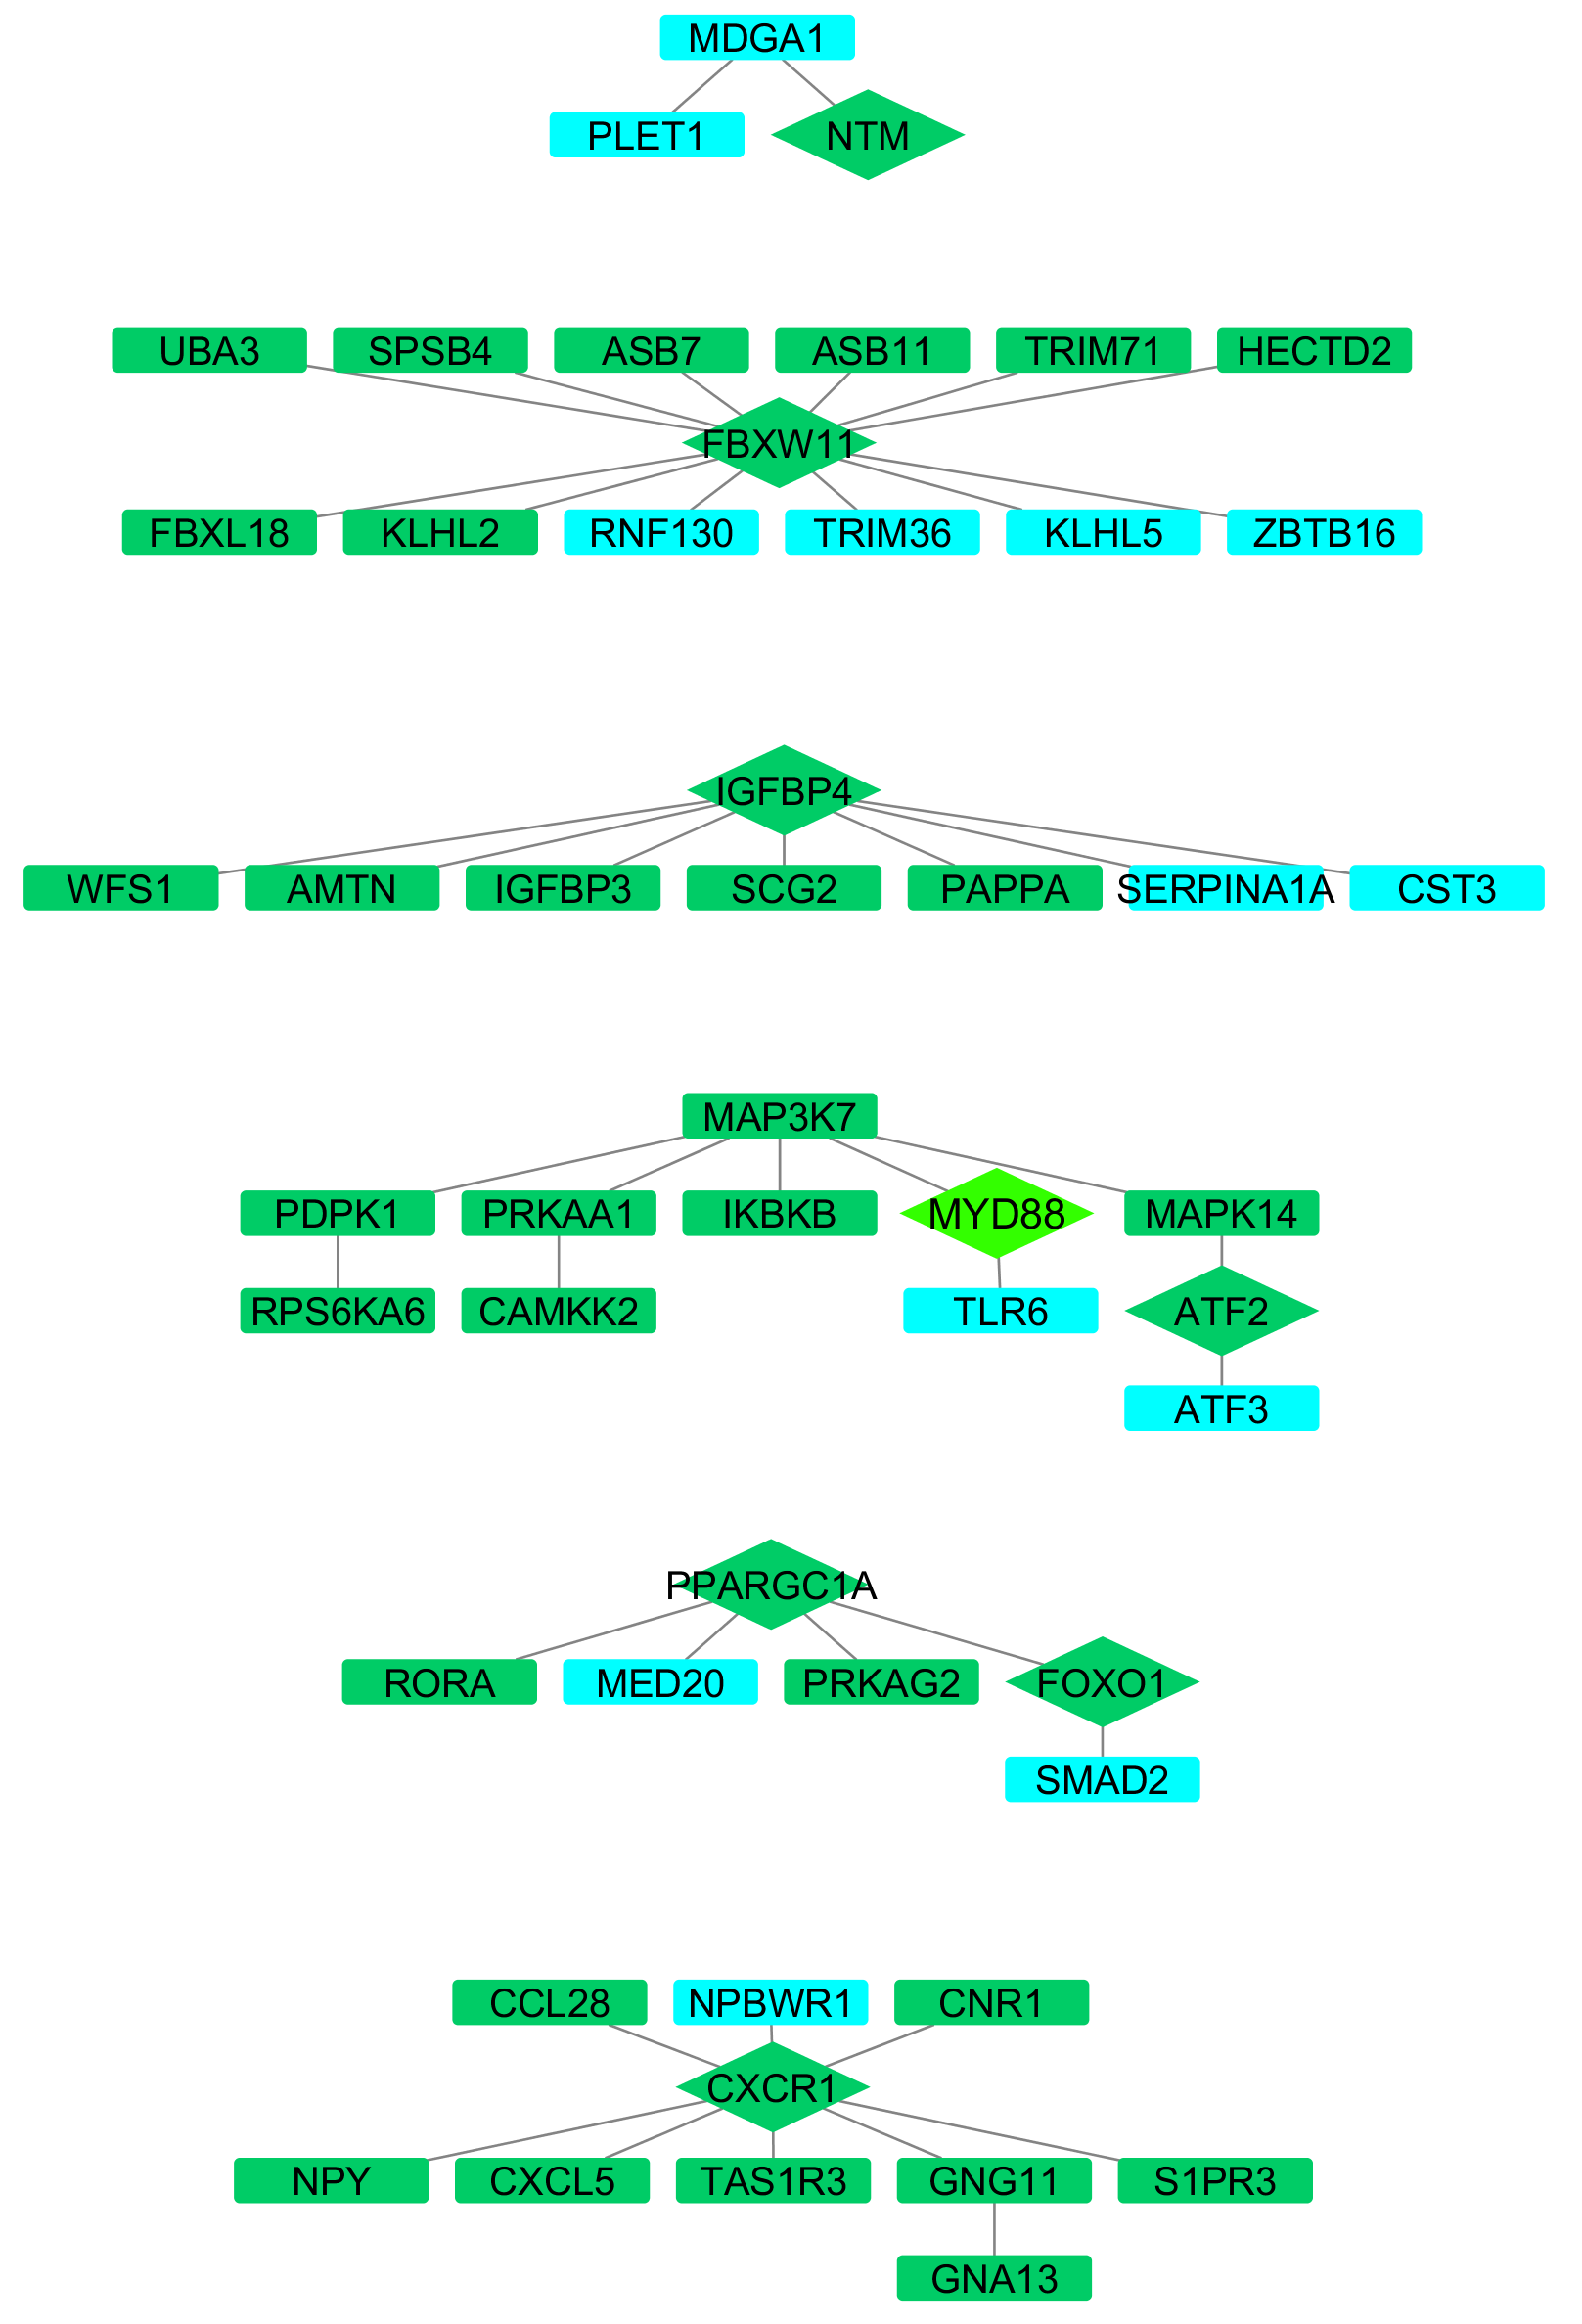 MDGA1
PLET1
NTM
UBA3
SPSB4
ASB7
ASB11
TRIM71
HECTD2
FBXW11
FBXL18
KLHL2
RNF130
TRIM36
KLHL5
ZBTB16
IGFBP4
WFS1
AMTN
IGFBP3
SCG2
PAPPA
SERPINA1A
CST3
MAP3K7
PDPK1
PRKAA1
IKBKB
MYD88
MAPK14
RPS6KA6
CAMKK2
TLR6
ATF2
ATF3
PPARGC1A
RORA
MED20
PRKAG2
FOXO1
SMAD2
CCL28
NPBWR1
CNR1
CXCR1
NPY
CXCL5
TAS1R3
GNG11
S1PR3
GNA13